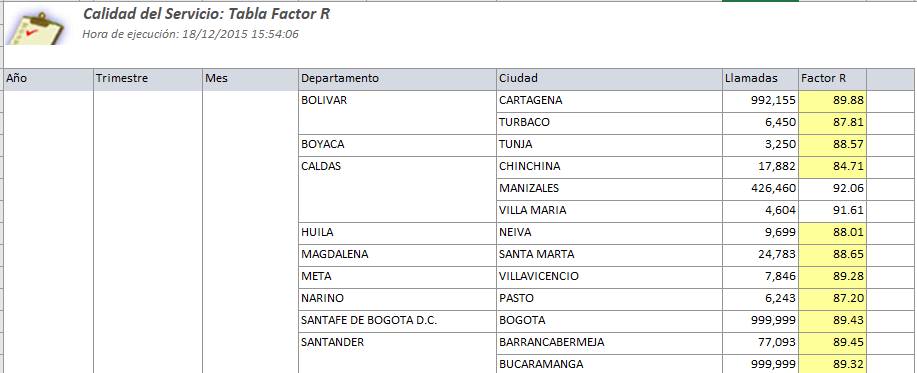 Calidad del Servicio: Tabla Factor R
Hora de ejecución: 18/12/2015 15:54:06
Año Trimestre Mes Departamento Ciudad Llamadas Factor R
BOLIVAR CARTAGENA 992,155 89.88
TURBACO 6,450 87.81
BOYACA TUNJA 3,250 88.57
CALDAS CHINCHINA 17,882 84.71
MANIZALES 426,460 92.06
VILLA MARIA 4,604 91.61
HUILA NEIVA 9,699 88.01
MAGDALENA SANTA MARTA 24,783 88.65
META VILLAVICENCIO 7,846 89.28
NARINO PASTO 6,243 87.20
SANTAFE DE BOGOTA D.C. BOGOTA 999,999 89.43
SANTANDER BARRANCABERMEJA 77,093 89.45
BUCARAMANGA 999,999 89.32